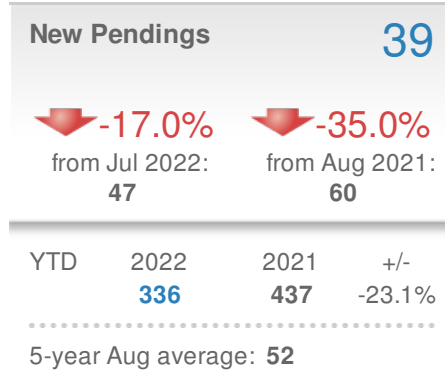 New Pendings 39
-17.0% -35.0%
from Jul 2022: from Aug 2021:
47 60
YTD 2022 2021 +/-
336 437 -23.1%
5-year Aug average: 52